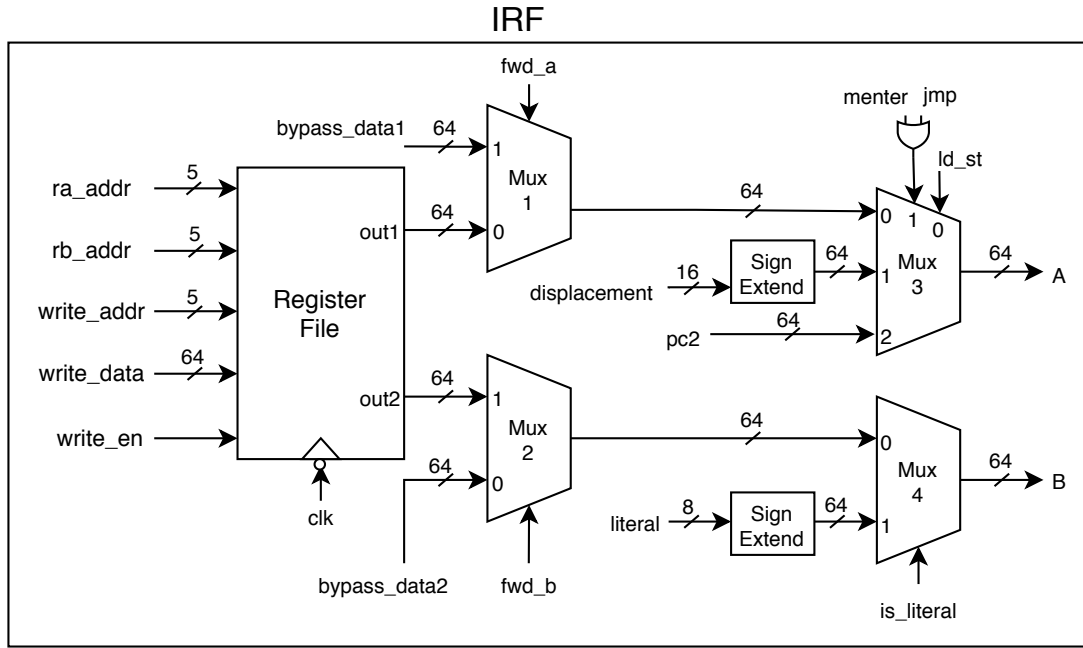 IRF
fwd_a
menter jmp
bypass_data1
64
1
ld_st
Mux
1
ra_addr
5
64
0
64
0
1
0
out1
rb_addr
5
Sign
Extend
64
1
Mux
3
64
A
displacement
16
write_addr
5
Register
File
pc2
64
2
write_data
64
out2
64
1
Mux
2
write_en
64
0
64
0
Mux
4
64
B
literal
8
Sign
Extend
64
1
clk
bypass_data2
fwd_b
is_literal